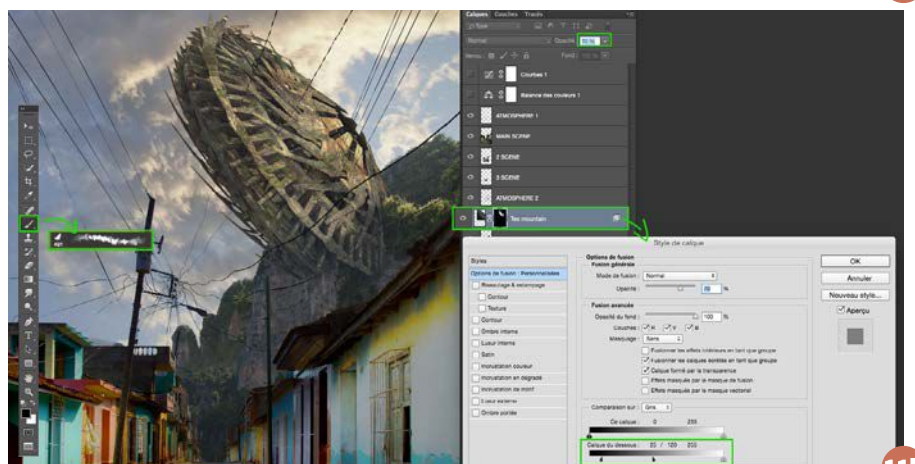 Calques Couches Tracés
Normal
Opacité :
Fond :
Courbes 1
Balance des couleurs 1
ATMOSPHERE 1
MAIN SCENE
2 SCENE
3 SCENE
ATMOSPHERE 2
Tex mountain
Style de calque
Styles
Options de fusion : Personnalisées
Biseautage & estampage
Contour
Texture
Contour
Ombre interne
Lueur interne
Satin
Incrustation couleur
Incrustation en dégradé
Incrustation de motif
Lueur externe
Ombre portée
Options de fusion
Fusion générale
Mode de fusion : Normal
Opacité : %
Fusion avancée
Opacité du fond : 100 %
Couches : R V B
Masquage : Sans
Fusionner les effets intérieurs en tant que groupe
Fusionner les calques écrêtés en tant que groupe
Calque formé par la transparence
Effets masqués par le masque de fusion
Effets masqués par le masque vectoriel
Comparaison sur : Gris
Ce calque : 0 255
Calque du dessous : 25 / 120 252
OK
Annuler
Nouveau style...
Aperçu